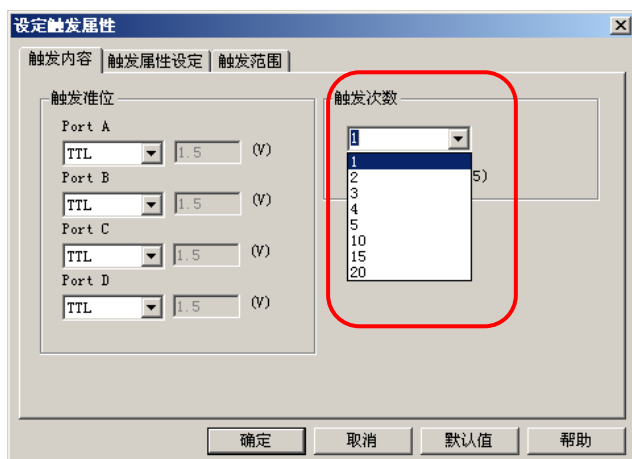 设定触发属性
触发内容 触发属性设定 触发范围
触发准位
Port A
TTL 1.5 (V)
Port B
TTL 1.5 (V)
Port C
TTL 1.5 (V)
Port D
TTL 1.5 (V)
触发次数
1
1
2
3
4
5
10
15
20
5)
确定 取消 默认值 帮助